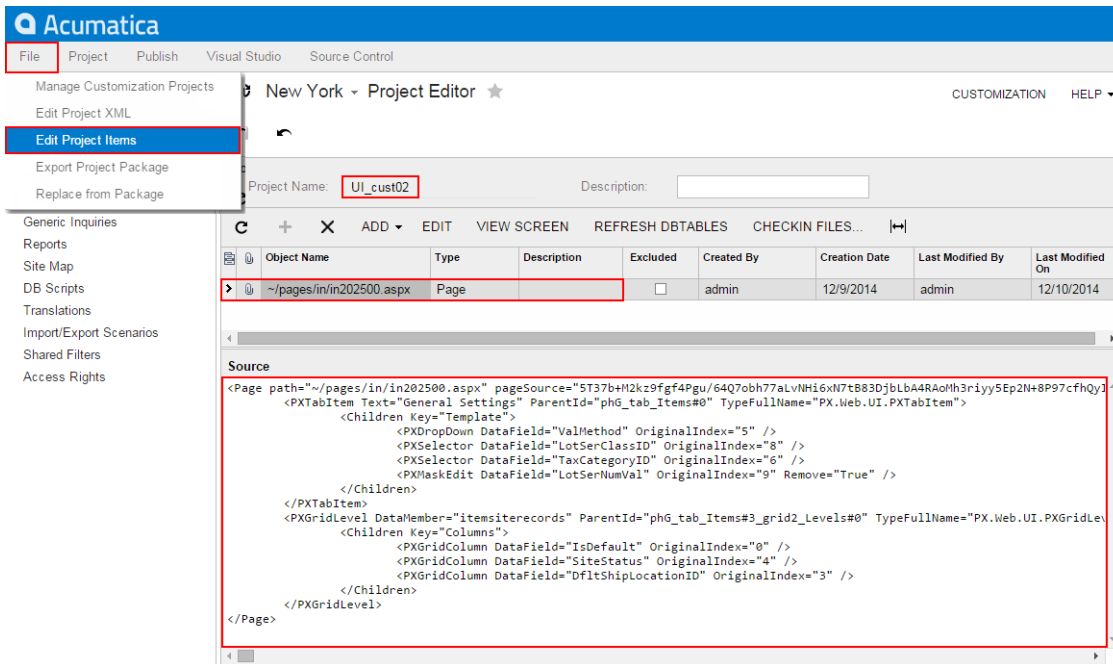 Acumatica
File Project Publish Visual Studio Source Control
Manage Customization Projects
New York Project Editor
CUSTOMIZATION HELP
Edit Project XML
Edit Project Items
Export Project Package
Project Name: UI_cust02 Description:
Replace from Package
Generic Inquiries
ADD EDIT VIEW SCREEN REFRESH DBTABLES CHECKIN FILES...
Reports
Site Map
DB Scripts
Translations
Import/Export Scenarios
Shared Filters
Access Rights
Object Name Type Description Excluded Created By Creation Date Last Modified By Last Modified On
~/pages/in/in202500.aspx Page admin 12/9/2014 admin 12/10/2014
Source
<Page path="~/pages/in/in202500.aspx"
<PXTabItem Text="General Settings" ParentId="phG_tab_Items#0" TypeFullName="PX.Web.UI.PXTabItem">
<Children Key="Template">
<PXDropDown DataField="ValMethod" OriginalIndex="5" />
<PXSelector DataField="LotSerClassID" OriginalIndex="8" />
<PXSelector DataField="TaxCategoryID" OriginalIndex="6" />
<PXMaskEdit DataField="LotSerNumVal" OriginalIndex="9" Remove="True" />
</Children>
</PXTabItem>
<PXGridLevel DataMember="itemsiterecords" ParentId="phG_tab_Items#3_grid2_Levels#0" TypeFullName="PX.Web.UI.PXGridLev
<Children Key="Columns">
<PXGridColumn DataField="IsDefault" OriginalIndex="0" />
<PXGridColumn DataField="SiteStatus" OriginalIndex="4" />
<PXGridColumn DataField="DfltShipLocationID" OriginalIndex="3" />
</Children>
</PXGridLevel>
</Page>